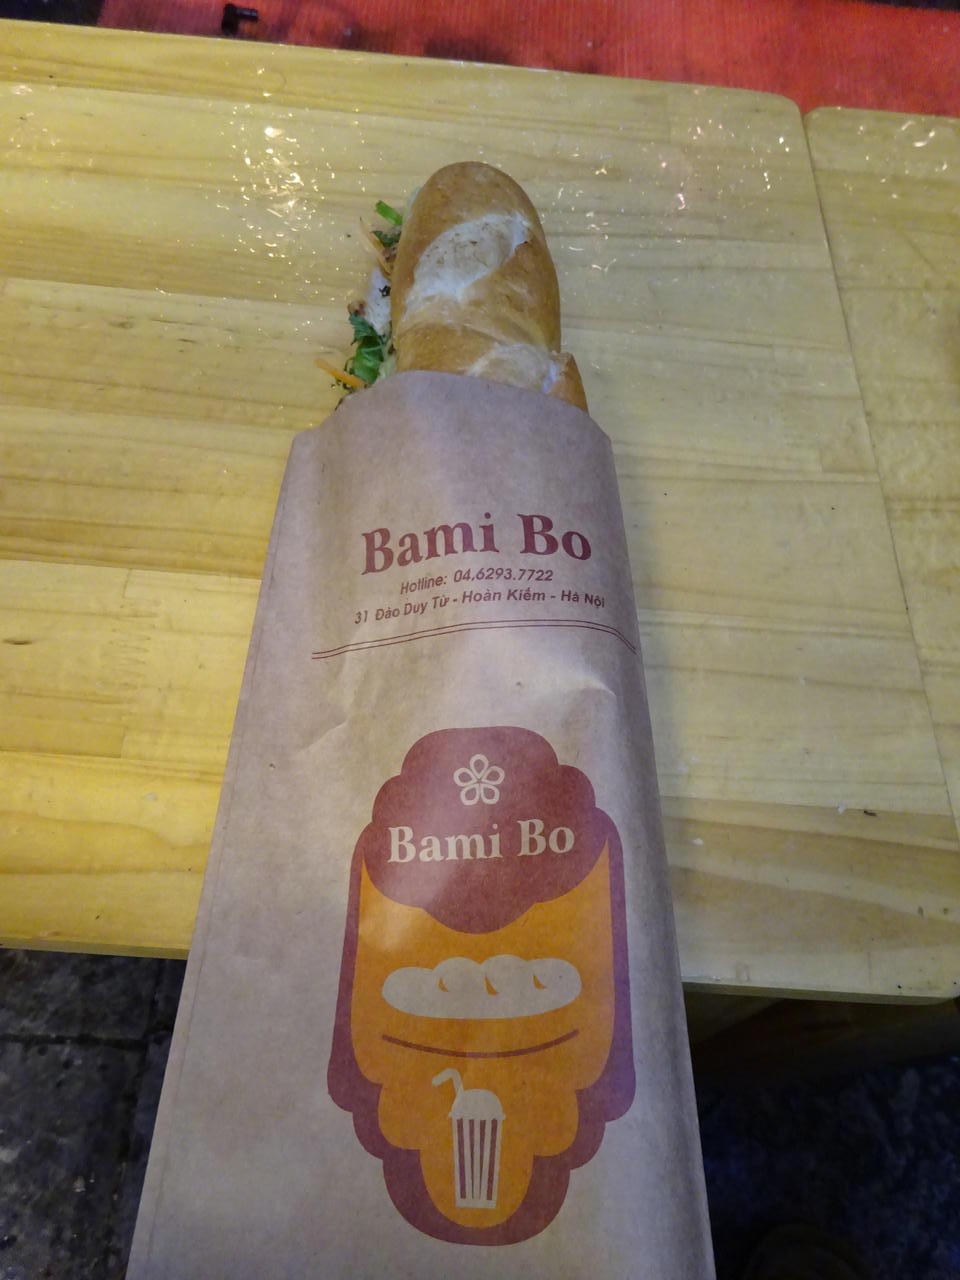 Bami Bo
Hotline: 04.6293.7722
31 Đào Duy Từ - Hoàn Kiếm - Hà Nội
Bami Bo